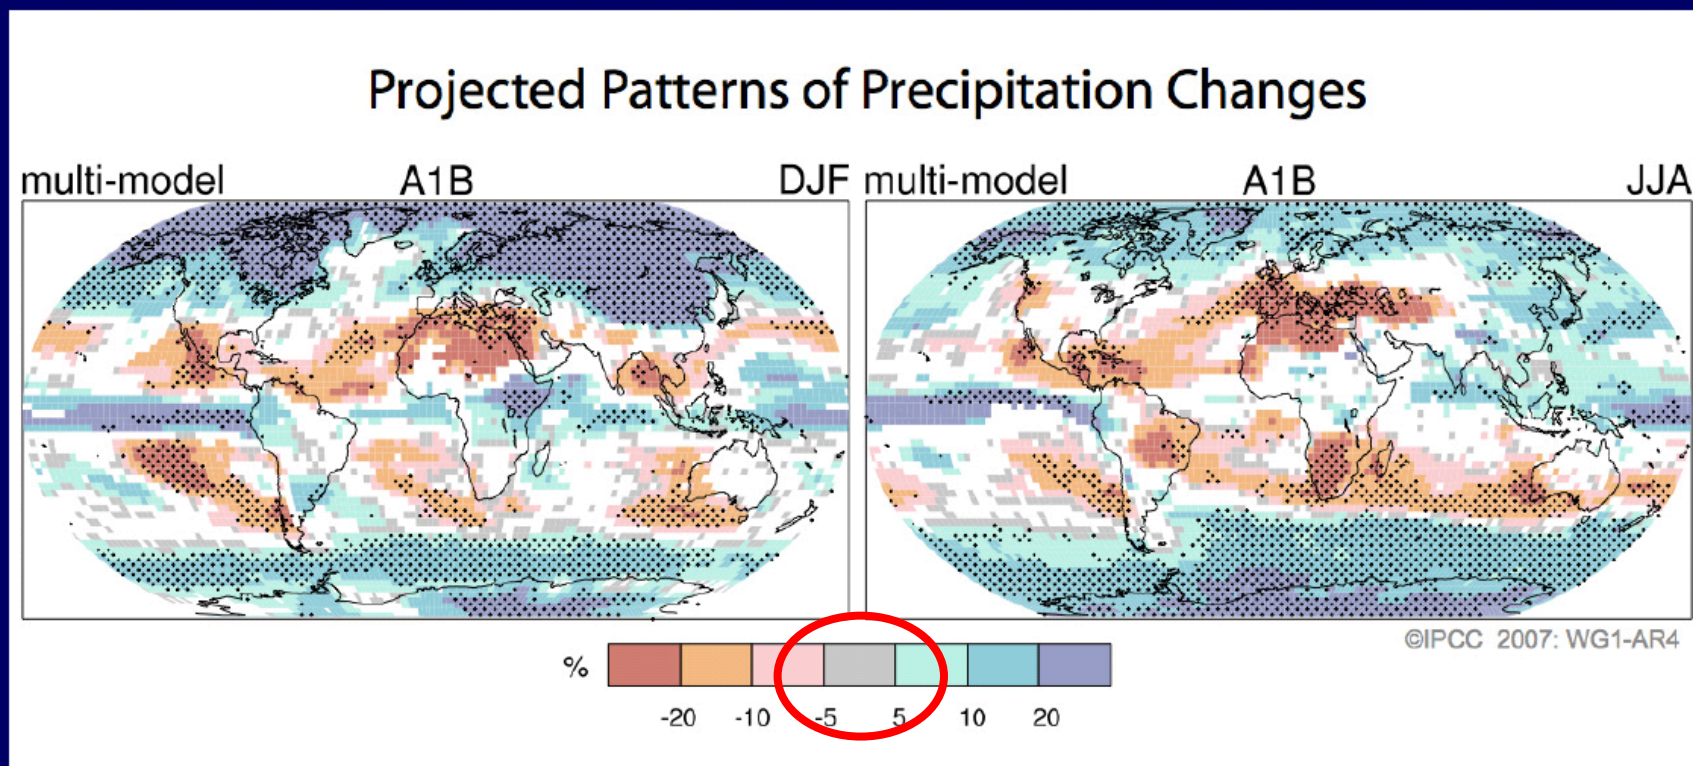 Projected Patterns of Precipitation Changes
multi-model A1B DJF multi-model A1B JJA
©IPCC 2007: WG1-AR4
%
-20 -10 -5 5 10 20